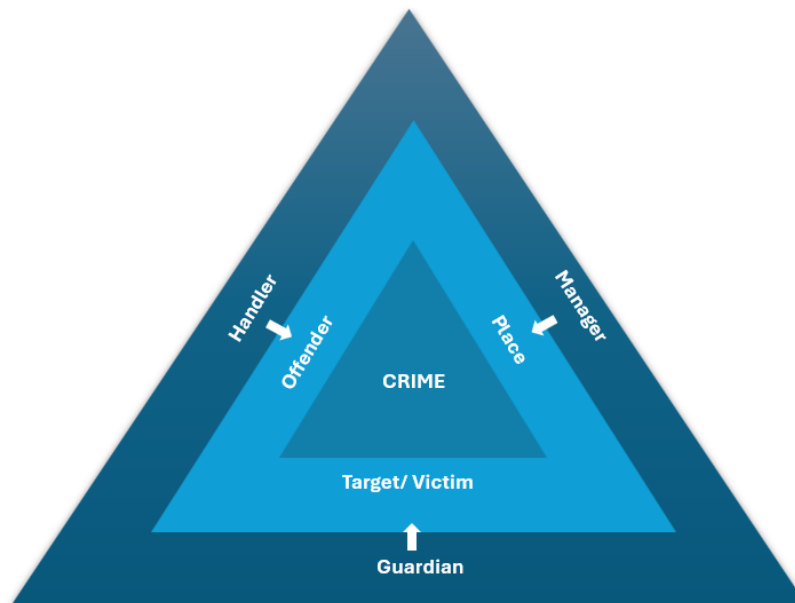 Handler
Manager
Offender
Place
CRIME
Target/ Victim
Guardian